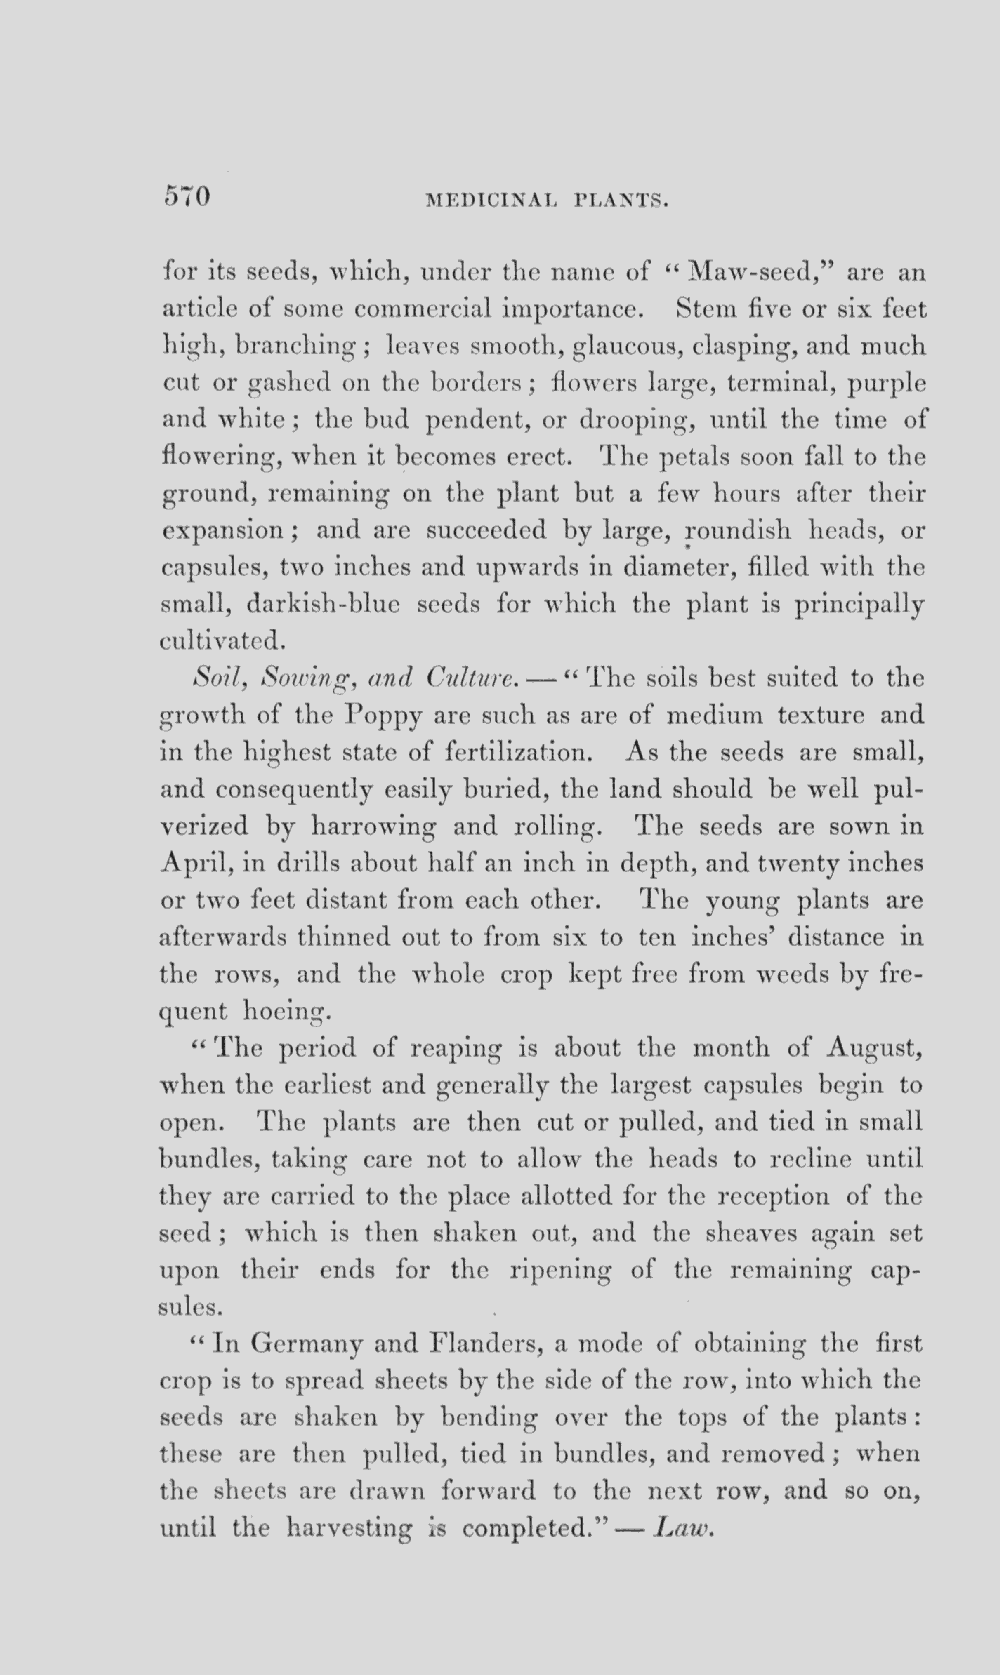 570 MEDICINAL PLANTS.
for its seeds, which, under the name of “Maw-seed,” are an
article of some commercial importance. Stem five or six feet
high, branching; leaves smooth, glaucous, clasping, and much
cut or gashed on the borders; flowers large, terminal, purple
and white; the bud pendent, or drooping, until the time of
flowering, when it becomes erect. The petals soon fall to the
ground, remaining on the plant but a few hours after their
expansion; and are succeeded by large, roundish heads, or
capsules, two inches and upwards in diameter, filled with the
small, darkish-blue seeds for which the plant is principally
cultivated.
Soil, Sowing, and Culture. — “The soils best suited to the
growth of the Poppy are such as are of medium texture and
in the highest state of fertilization. As the seeds are small,
and consequently easily buried, the land should be well pul-
verized by harrowing and rolling. The seeds are sown in
April, in drills about half an inch in depth, and twenty inches
or two feet distant from each other. The young plants are
afterwards thinned out to from six to ten inches’ distance in
the rows, and the whole crop kept free from weeds by fre-
quent hoeing.
“The period of reaping is about the month of August,
when the earliest and generally the largest capsules begin to
open. The plants are then cut or pulled, and tied in small
bundles, taking care not to allow the heads to recline until
they are carried to the place allotted for the reception of the
seed; which is then shaken out, and the sheaves again set
upon their ends for the ripening of the remaining cap-
sules.
“In Germany and Flanders, a mode of obtaining the first
crop is to spread sheets by the side of the row, into which the
seeds are shaken by bending over the tops of the plants:
these are then pulled, tied in bundles, and removed; when
the sheets are drawn forward to the next row, and so on,
until the harvesting is completed.” — Law.